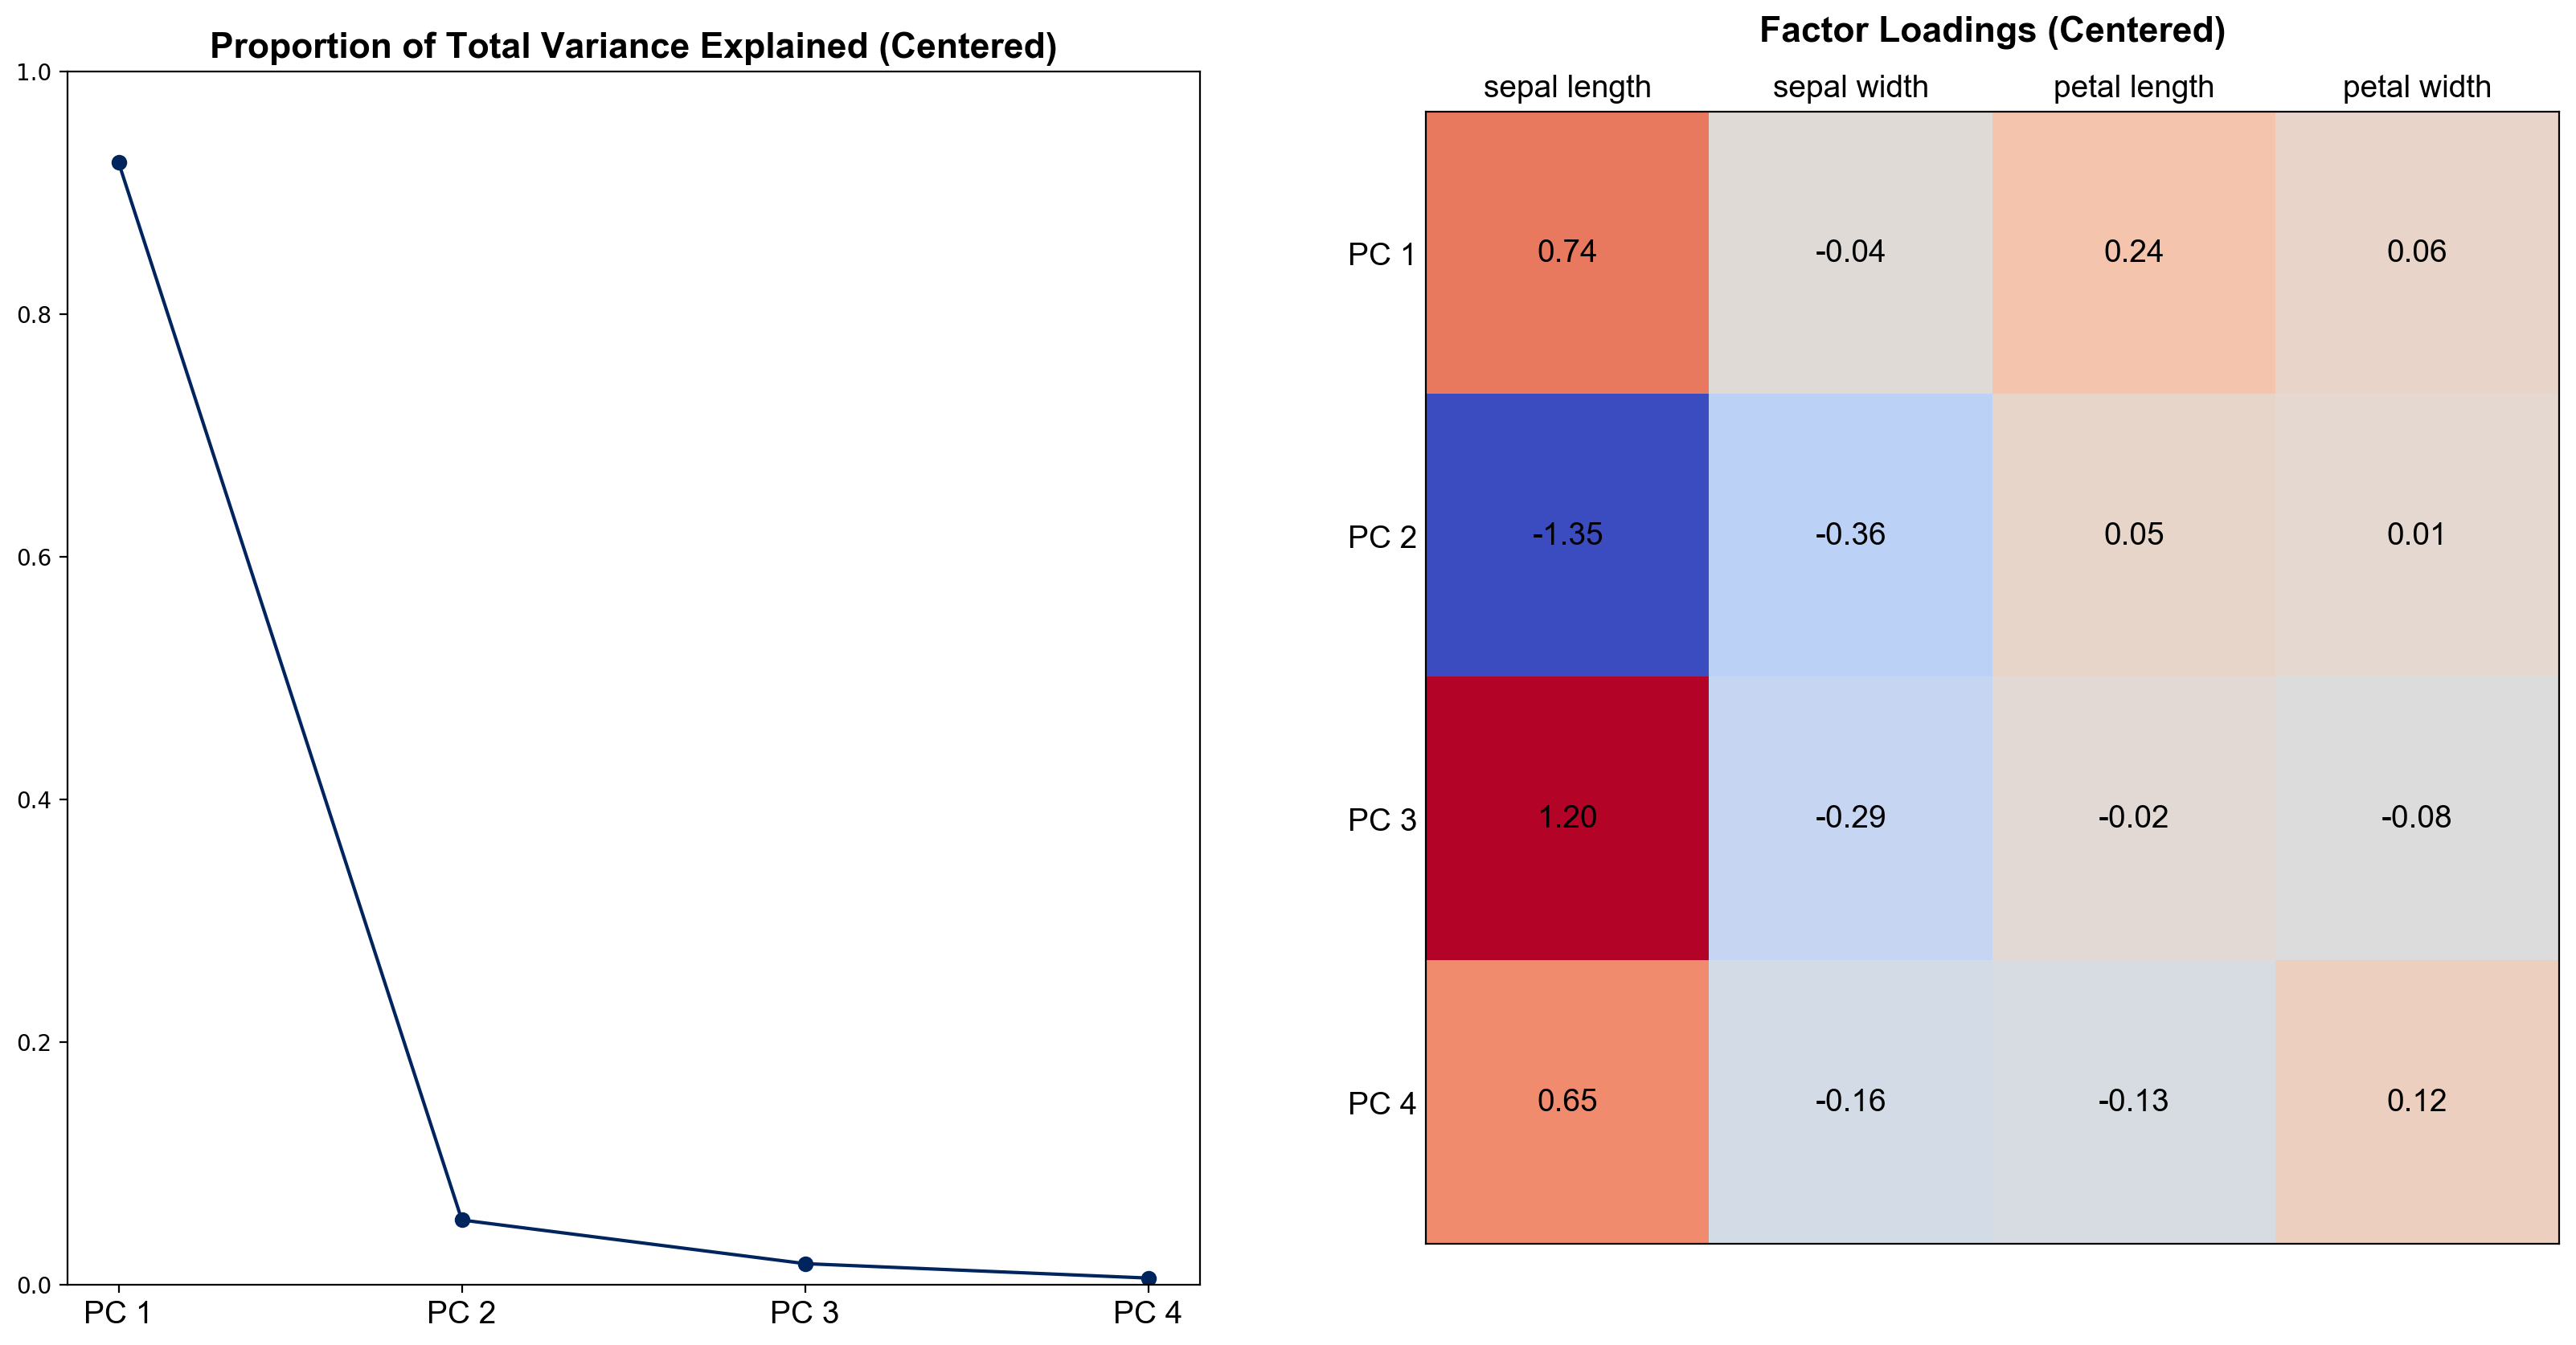 Proportion of Total Variance Explained (Centered)
1.0
0.8
0.6
0.4
0.2
0.0
PC 1 PC 2 PC 3 PC 4
Factor Loadings (Centered)
sepal length sepal width petal length petal width
PC 1 0.74 -0.04 0.24 0.06
PC 2 -1.35 -0.36 0.05 0.01
PC 3 1.20 -0.29 -0.02 -0.08
PC 4 0.65 -0.16 -0.13 0.12